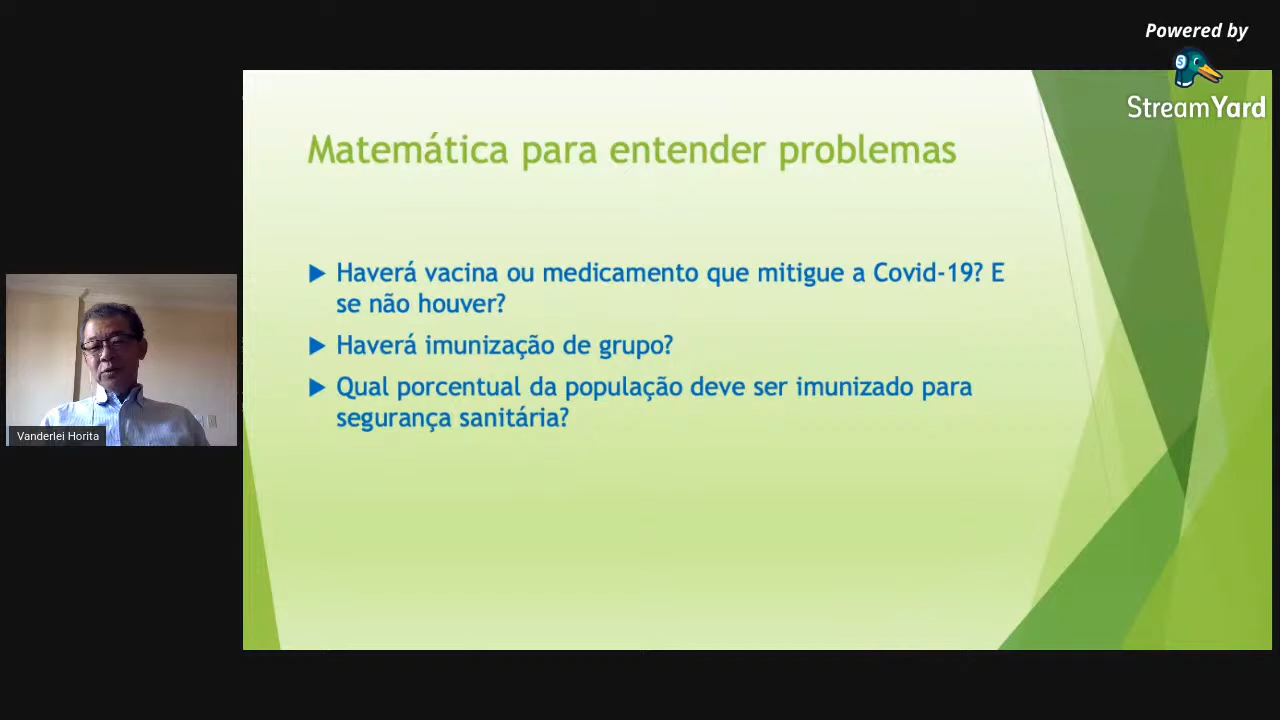 Powered by
StreamYard
Matemática para entender problemas
Haverá vacina ou medicamento que mitigue a Covid-19? E
se não houver?
Haverá imunização de grupo?
Qual porcentual da população deve ser imunizado para
segurança sanitária?
Vanderlei Horita